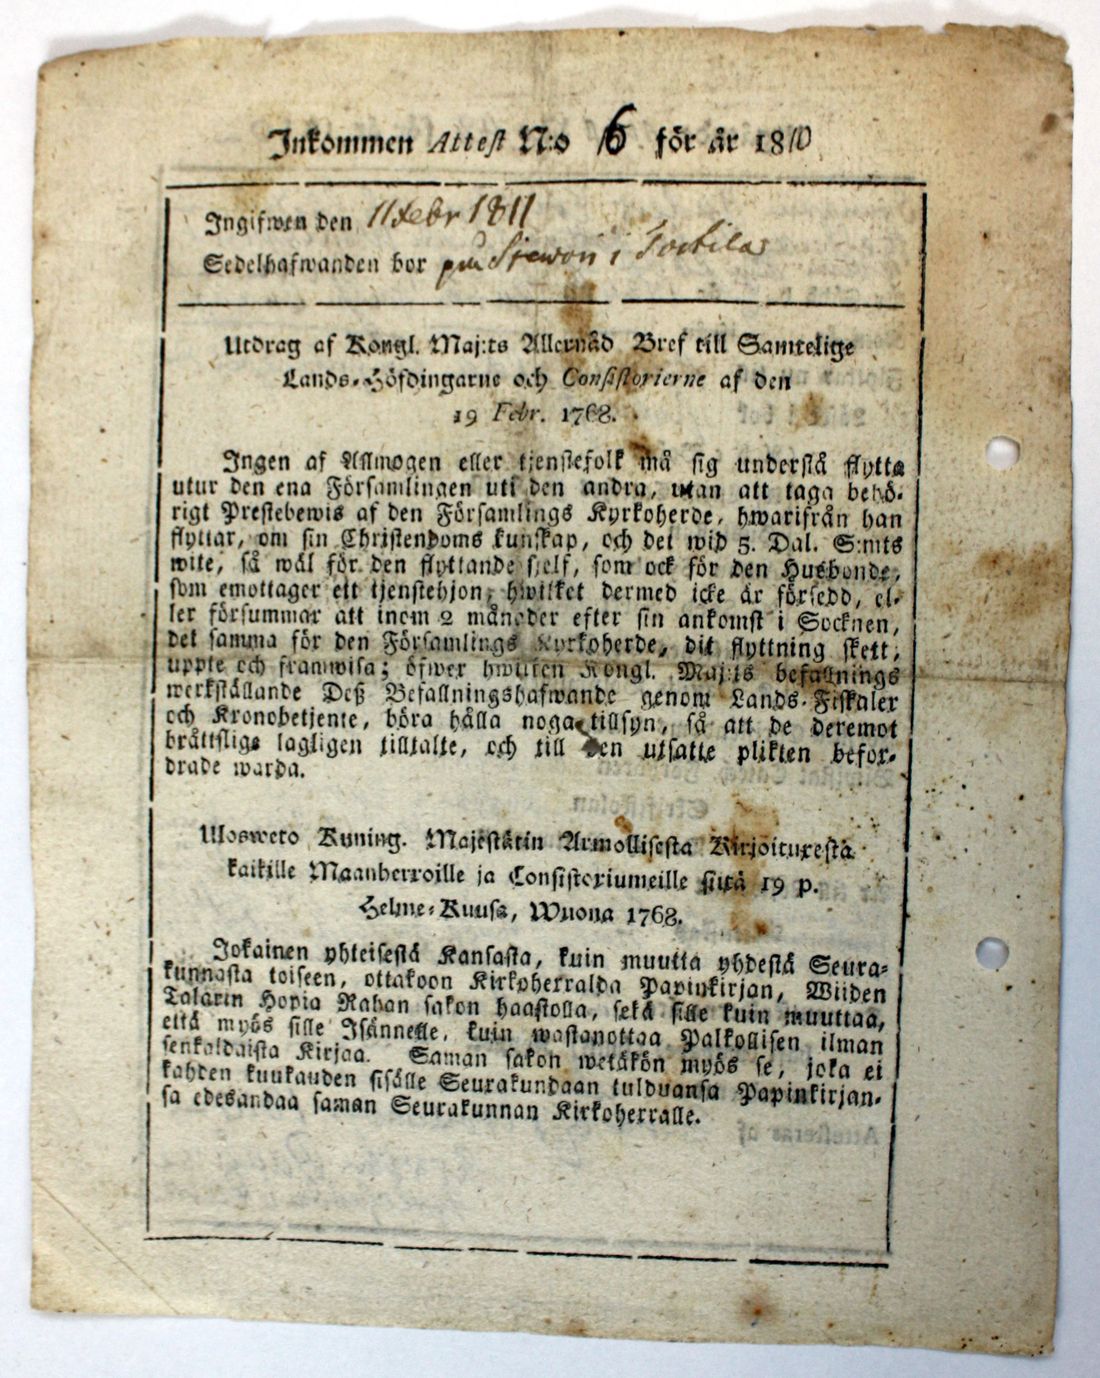 Inkommen Attest N:o 6 för år 1810
Ingifwen den 11 Febr 1811
Sedelhafwanden bor på i
Utdrag af Kongl. Maj:ts Allernåd Bref till Samtelige
Lands-Höfdingarne och Consistorierne af den
19 Febr. 1768.
Ingen af Allmogen eller tjenstefolk må sig understå flytta
utur den ena Församlingen uti den andra, utan att taga behö-
rigt Prestebewis af den Församlings Kyrkoherde, hwarifrån han
flyttar, om sin Christendoms kunskap, och det wid 5. Dal. S:mts
wite, så wäl för den flyttande sjelf, som ock för den Husbonde,
som emottager ett tjenstehjon, hwilket dermed icke är försedd, el-
ler försummar att inom 2 månader efter sin ankomst i Socknen,
det samma för den Församlings Kyrkoherde, dit flyttning skett,
uppte och framwisa; öfwer hwilken Kongl. Maj:ts befallnings
werkställande Deß Befallningshafwande genom Lands-Fiskaler
och Kronobetjente, böra hålla noga tillsyn, så att de deremot
bråttslige lagligen tilltalte, och till den utsatte plikten befor-
drade warda.
Uloswero Kuning. Majestätin Armollisesta Kirjoituxesta
kaikille Maanherroille ja Consistoriumeille siitä 19 p.
Helme-Kuusa, Wuona 1768.
Jokainen yhteisestä Kansasta, kuin muutta yhdestä Seura-
kunnasta toiseen, ottakoon Kirkoherralda Papinkirjan, Wiiden
Talarin Hopia Rahan sakon haastolla, sekä sille kuin muuttaa,
että myös sille Isännelle, kuin wastanottaa Palkollisen ilman
senkaldaista Kirjaa. Saman sakon wetäkön myös se, joka ei
kahden kuukauden sisälle Seurakundaan tulduansa Papinkirjan-
sa edesandaa saman Seurakunnan Kirkoherralle.